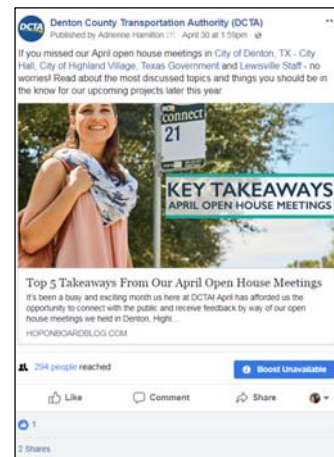 Denton County Transportation Authority (DCTA)
Published by Adrienne Hamilton · April 30 at 1:59pm ·
If you missed our April open house meetings in City of Denton, TX - City
Hall, City of Highland Village, Texas Government and Lewisville Staff - no
worries! Read about the most discussed topics and things you should be in
the know for our upcoming projects later this year.
DCTA
connect
21
KEY TAKEAWAYS
APRIL OPEN HOUSE MEETINGS
Top 5 Takeaways From Our April Open House Meetings
It's been a busy and exciting month us here at DCTA! April has afforded us the
opportunity to connect with the public and receive feedback by way of our open
house meetings we held in Denton, Highl...
HOPONBOARDBLOG.COM
294 people reached
Boost Unavailable
Like
Comment
Share
1
2 Shares